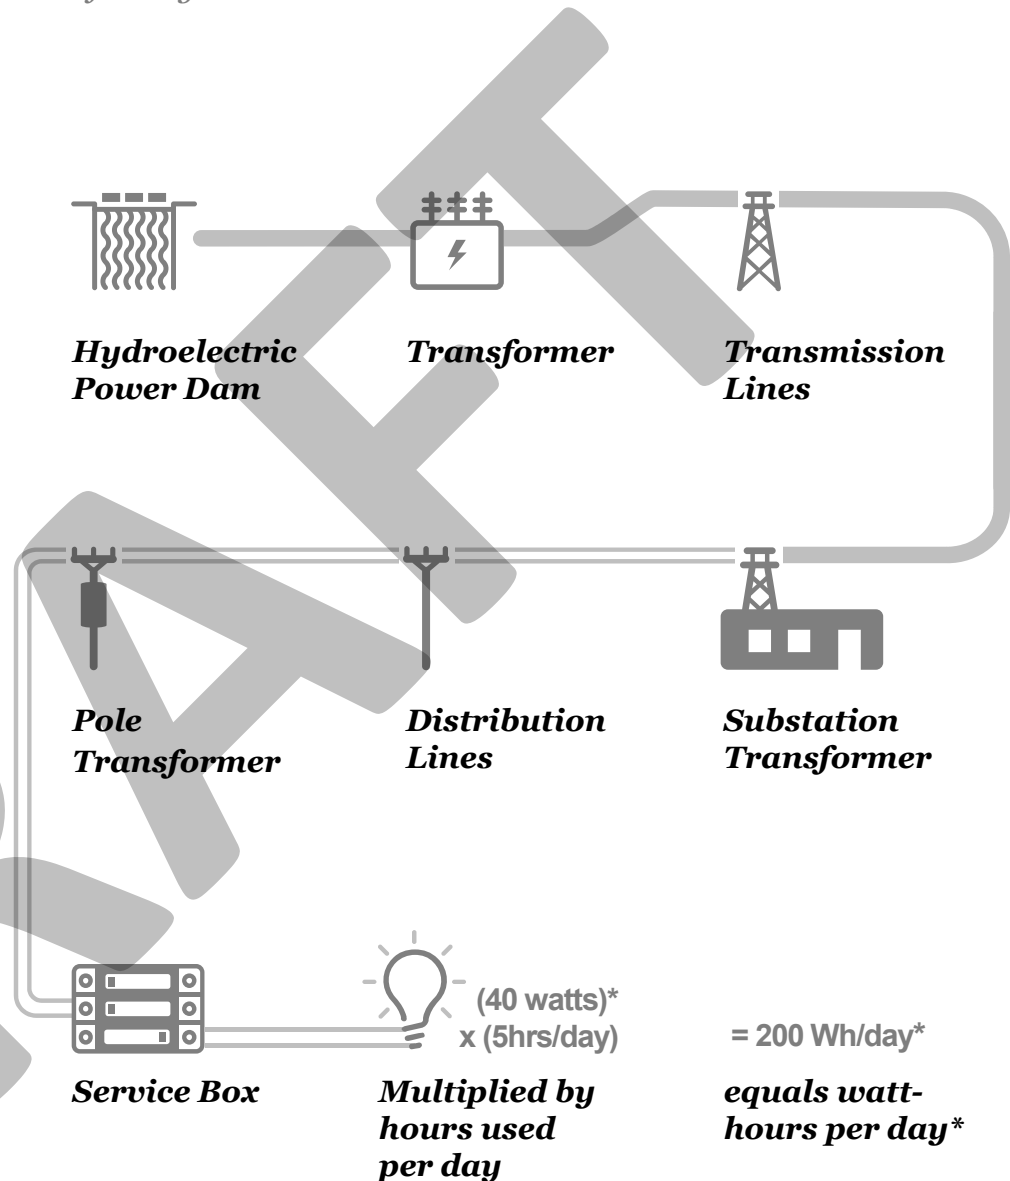 Hydroelectric
Power Dam
Transformer
Transmission
Lines
Pole
Transformer
Distribution
Lines
Substation
Transformer
(40 watts)*
x (5hrs/day)
= 200 Wh/day*
Service Box
Multiplied by
hours used
per day
equals watt-
hours per day*
RAFT